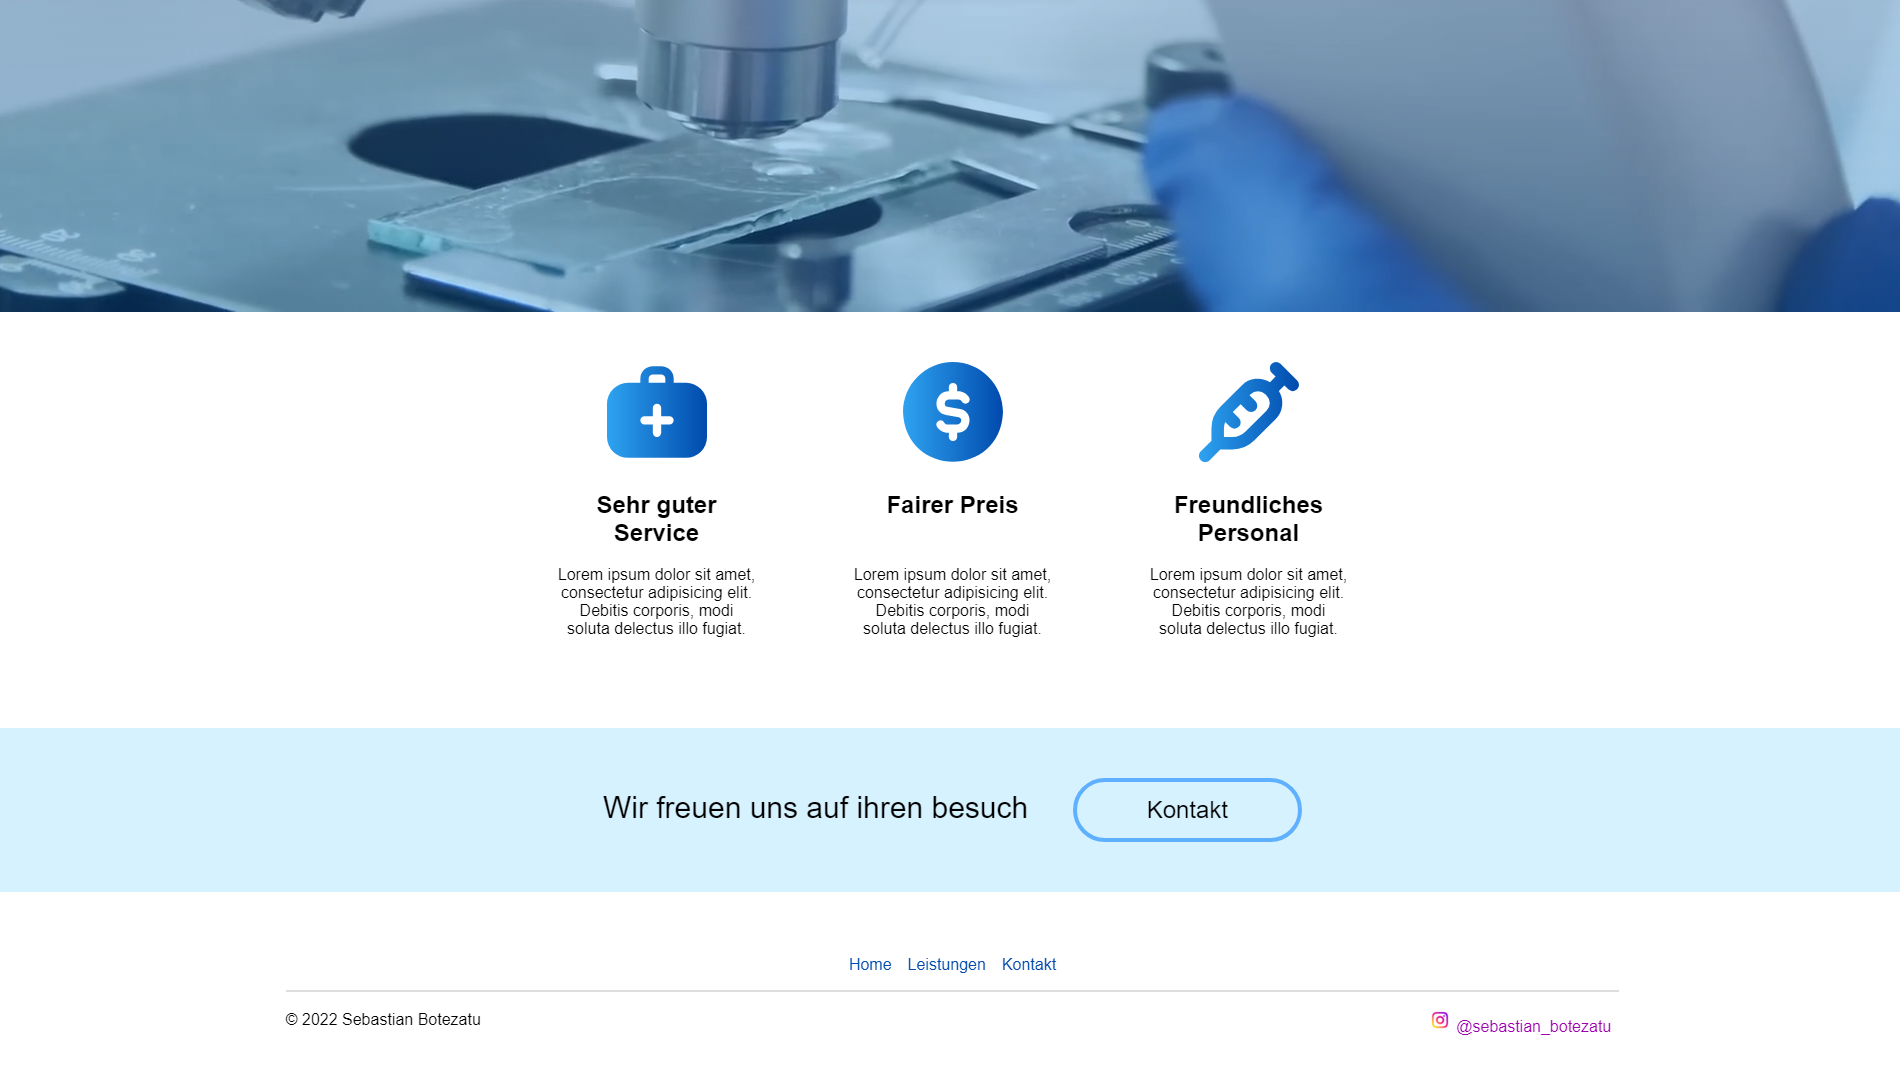 Sehr guter
Service
Lorem ipsum dolor sit amet,
consectetur adipisicing elit.
Debitis corporis, modi
soluta delectus illo fugiat.
Fairer Preis
Lorem ipsum dolor sit amet,
consectetur adipisicing elit.
Debitis corporis, modi
soluta delectus illo fugiat.
Freundliches
Personal
Lorem ipsum dolor sit amet,
consectetur adipisicing elit.
Debitis corporis, modi
soluta delectus illo fugiat.
Wir freuen uns auf ihren besuch
Kontakt
Home Leistungen Kontakt
© 2022 Sebastian Botezatu
@sebastian_botezatu